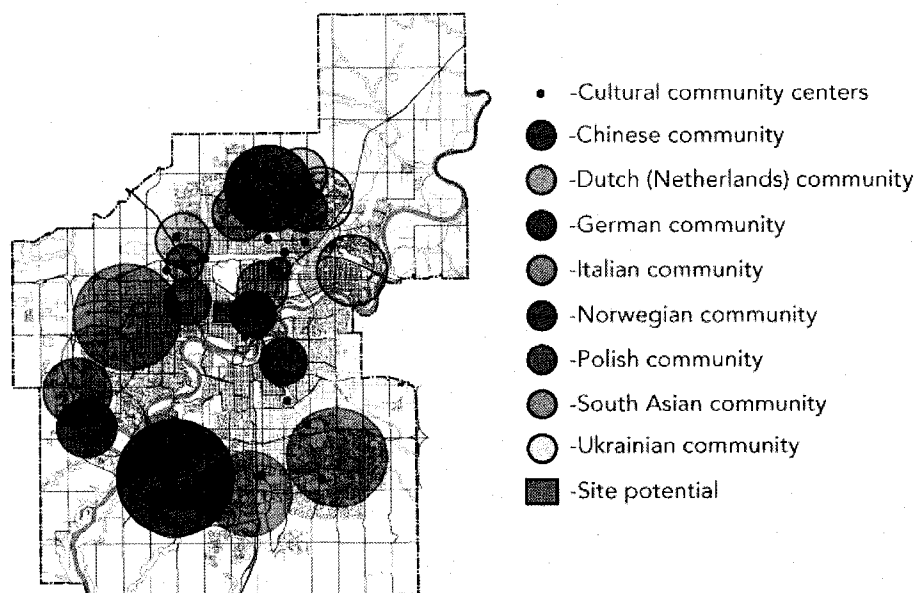 -Cultural community centers
-Chinese community
-Dutch (Netherlands) community
-German community
-Italian community
-Norwegian community
-Polish community
-South Asian community
-Ukrainian community
-Site potential